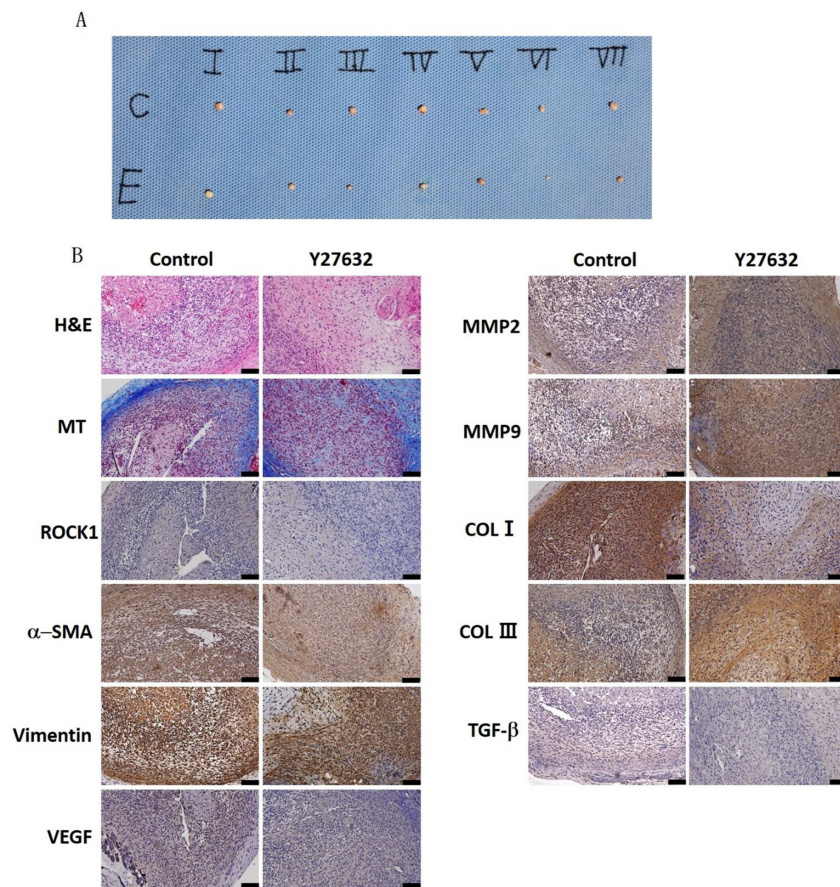 A
I II III IV V VI VII
C
E
B
Control Y27632
H&E
MT
ROCK1
α-SMA
Vimentin
VEGF
Control Y27632
MMP2
MMP9
COL Ⅰ
COL Ⅲ
TGF-β